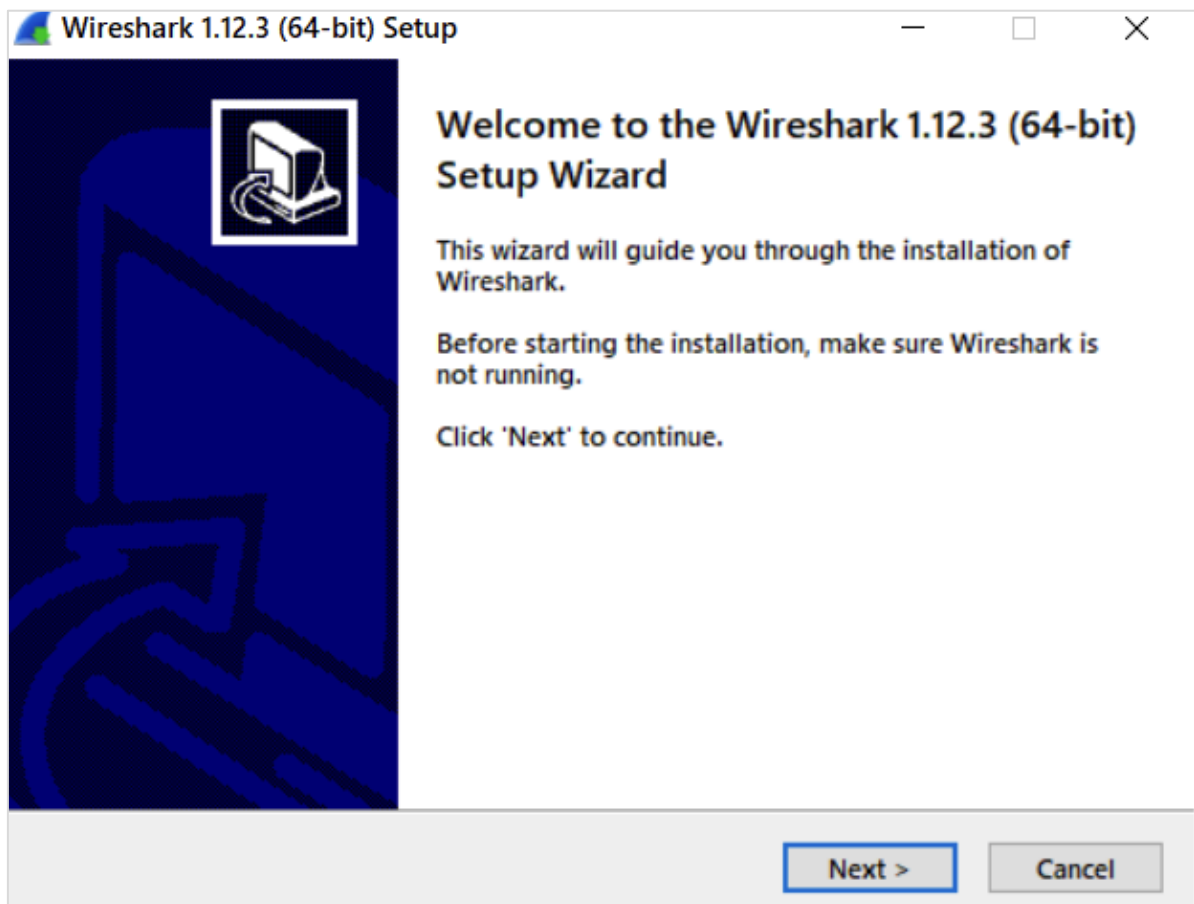 Wireshark 1.12.3 (64-bit) Setup
Welcome to the Wireshark 1.12.3 (64-bit)
Setup Wizard
This wizard will guide you through the installation of
Wireshark.
Before starting the installation, make sure Wireshark is
not running.
Click 'Next' to continue.
Next >
Cancel